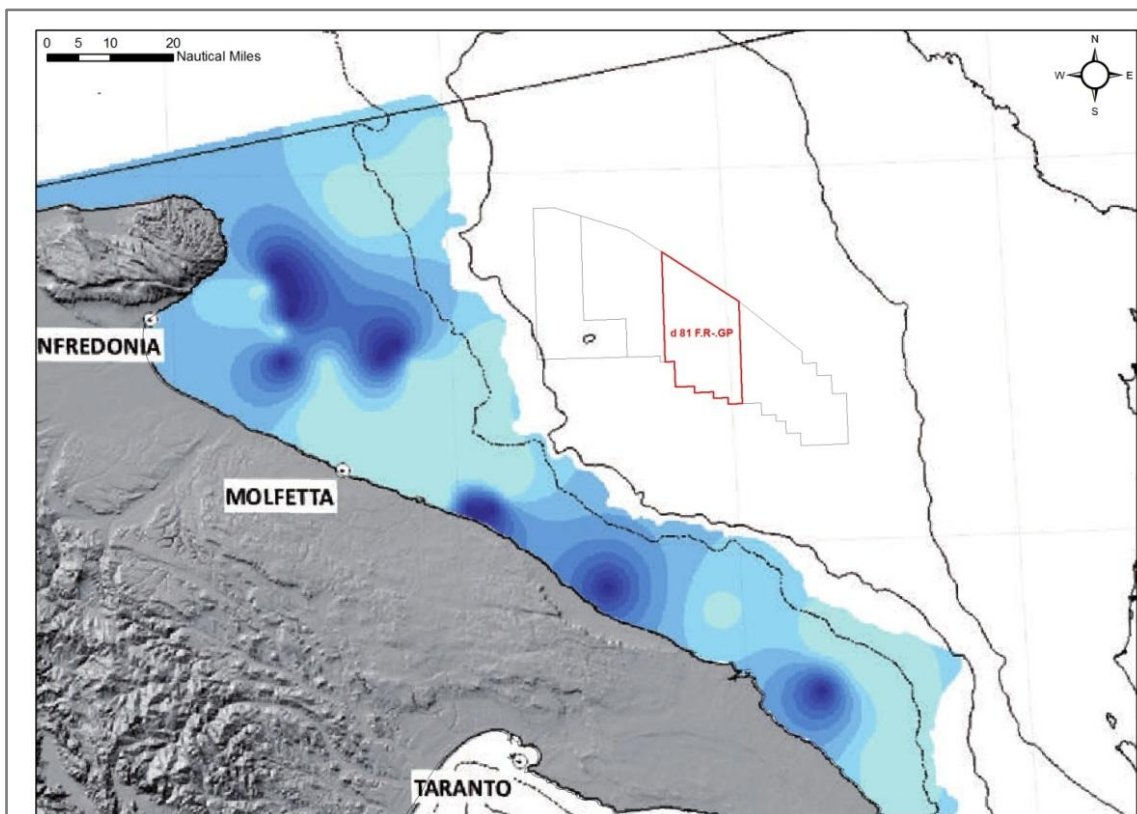 0 5 10 20
Nautical Miles
N
W E
S
d 81 F.R-.GP
NFREDONIA
MOLFETTA
TARANTO